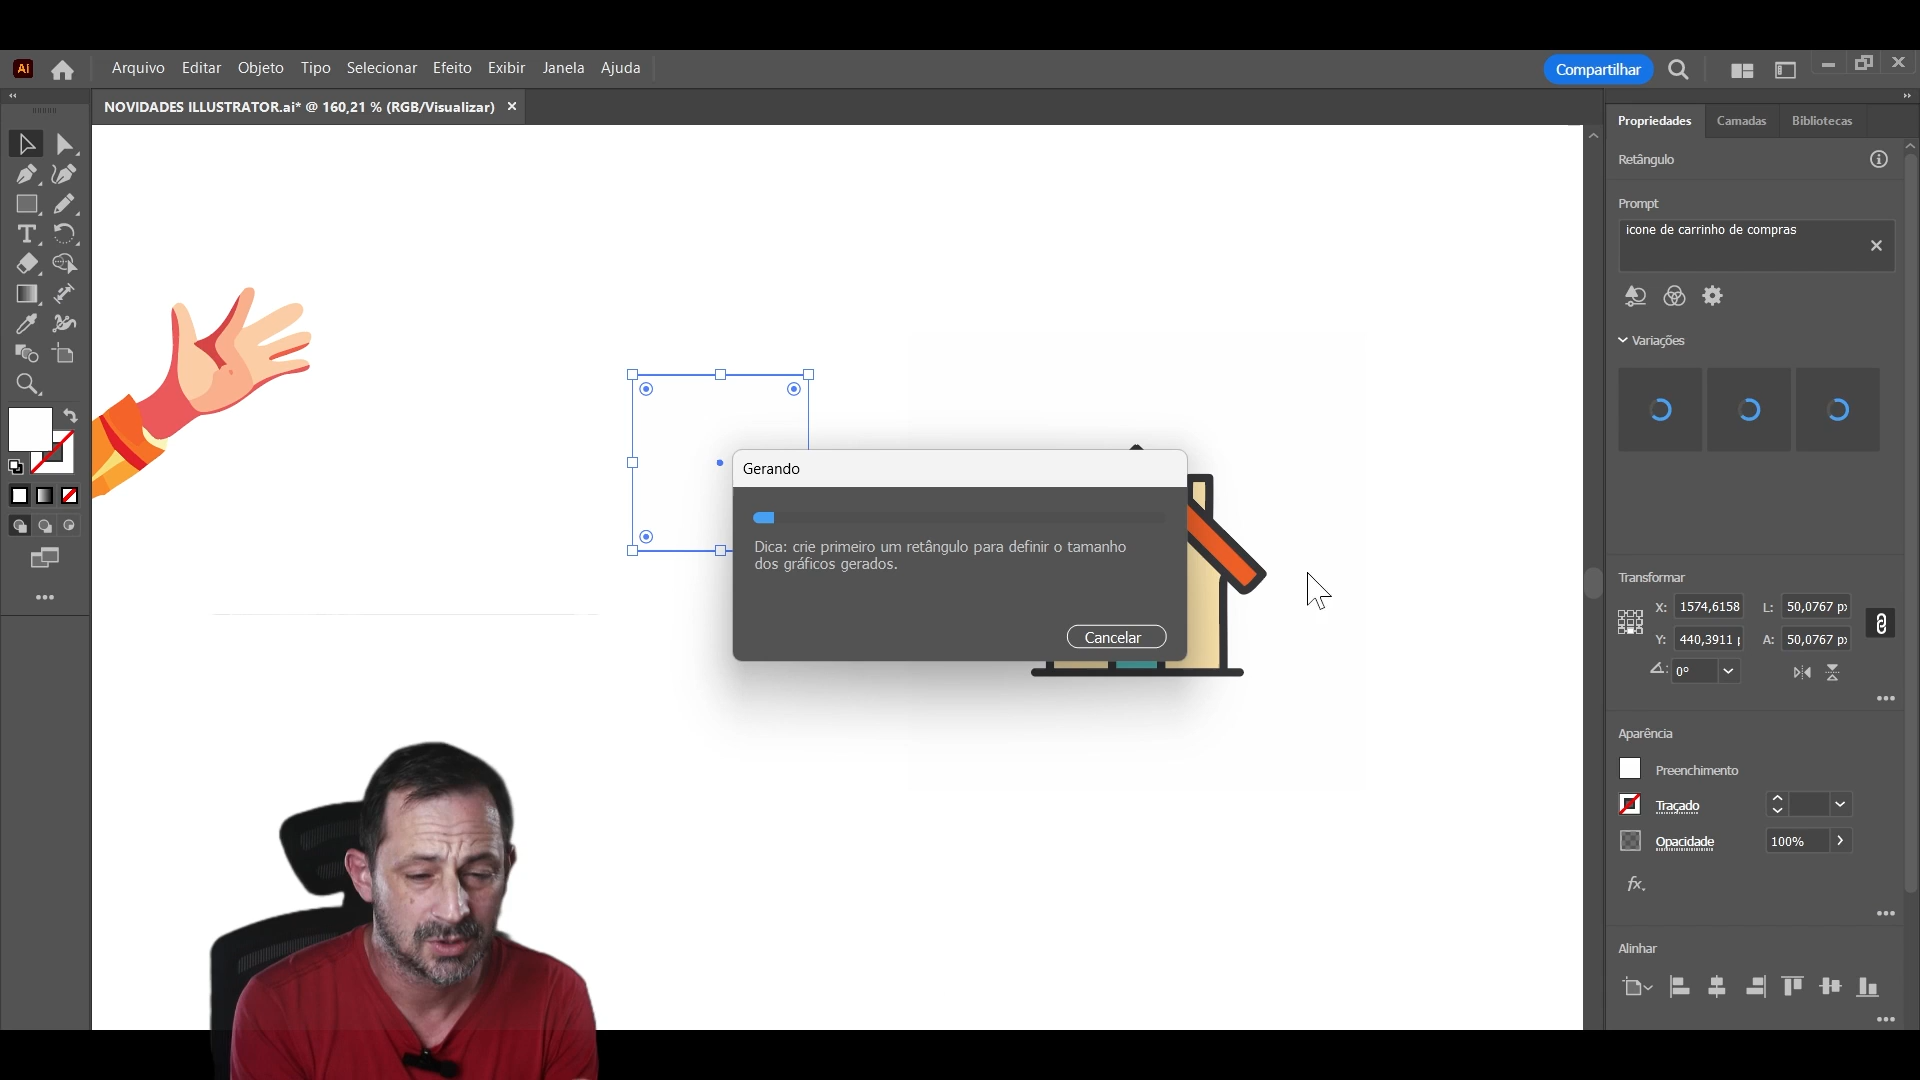 Ai
Arquivo Editar Objeto Tipo Selecionar Efeito Exibir Janela Ajuda
Compartilhar
NOVIDADES ILLUSTRATOR.ai* @ 160,21 % (RGB/Visualizar)
Propriedades Camadas Bibliotecas
Retângulo
Prompt
icone de carrinho de compras
Variações
Gerando
Dica: crie primeiro um retângulo para definir o tamanho
dos gráficos gerados.
Cancelar
Transformar
X: 1574,6158 L: 50,0767 px
Y: 440,3911 A: 50,0767 px
0°
Aparência
Preenchimento
Traçado
Opacidade 100%
fx.
Alinhar